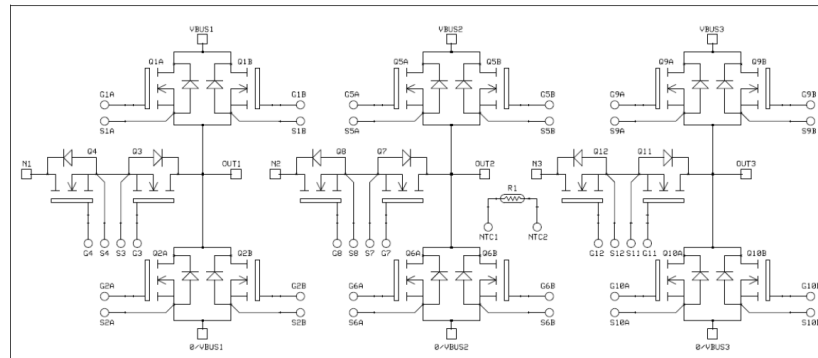 VBUS1 VBUS2 VBUS3
Q1A Q1B Q5A Q5B Q9A Q9B
G1A G1B G5A G5B G9A G9B
S1A S1B S5A S5B S9A S9B
N1 Q4 Q3 OUT1 N2 Q8 Q7 OUT2 N3 Q12 Q11 OUT3
R1
NTC1 NTC2
G4 S4 S3 G3 G8 S8 S7 G7 G12 S12 S11 G11
Q2A Q2B Q6A Q6B Q10A Q10B
G2A G2B G6A G6B G10A G10B
S2A S2B S6A S6B S10A S10B
0/VBUS1 0/VBUS2 0/VBUS3